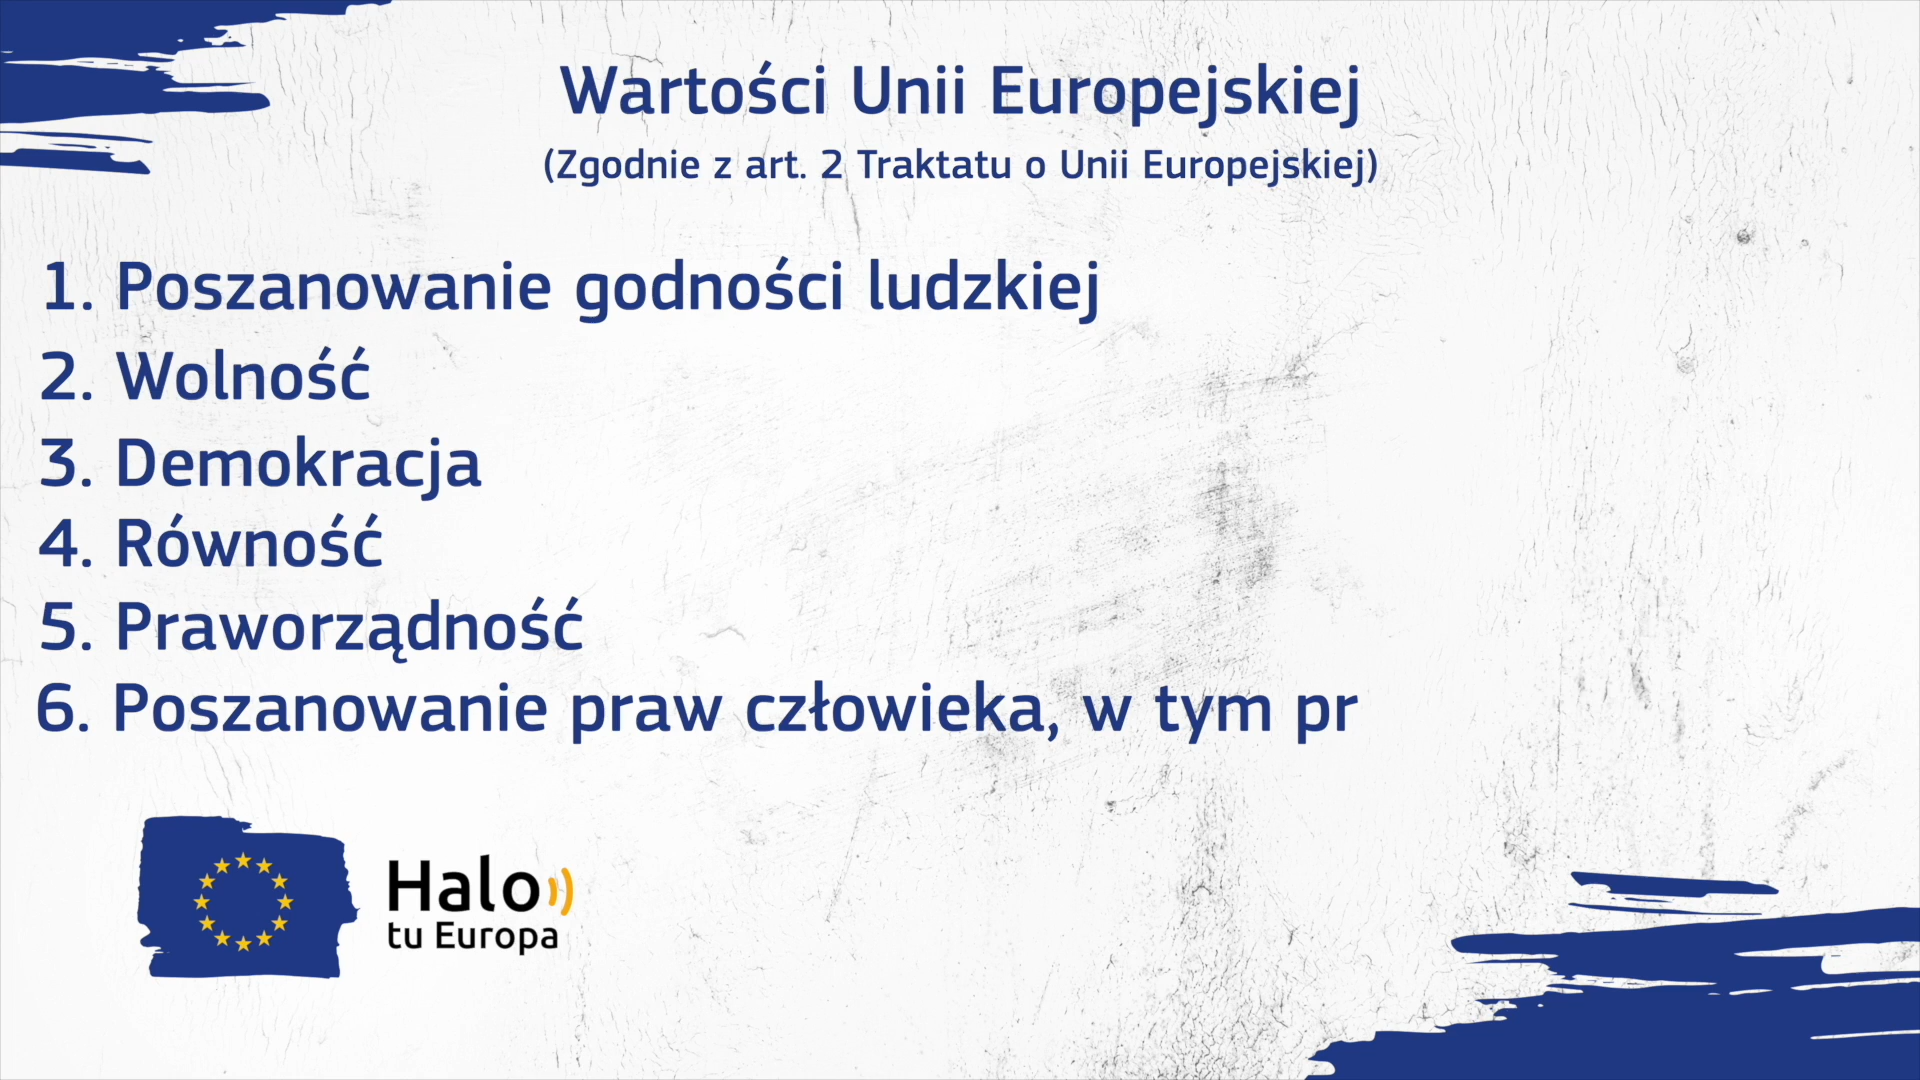 Wartości Unii Europejskiej
(Zgodnie z art. 2 Traktatu o Unii Europejskiej)
1. Poszanowanie godności ludzkiej
2. Wolność
3. Demokracja
4. Równość
5. Praworządność
6. Poszanowanie praw człowieka, w tym pr
Halo
tu Europa